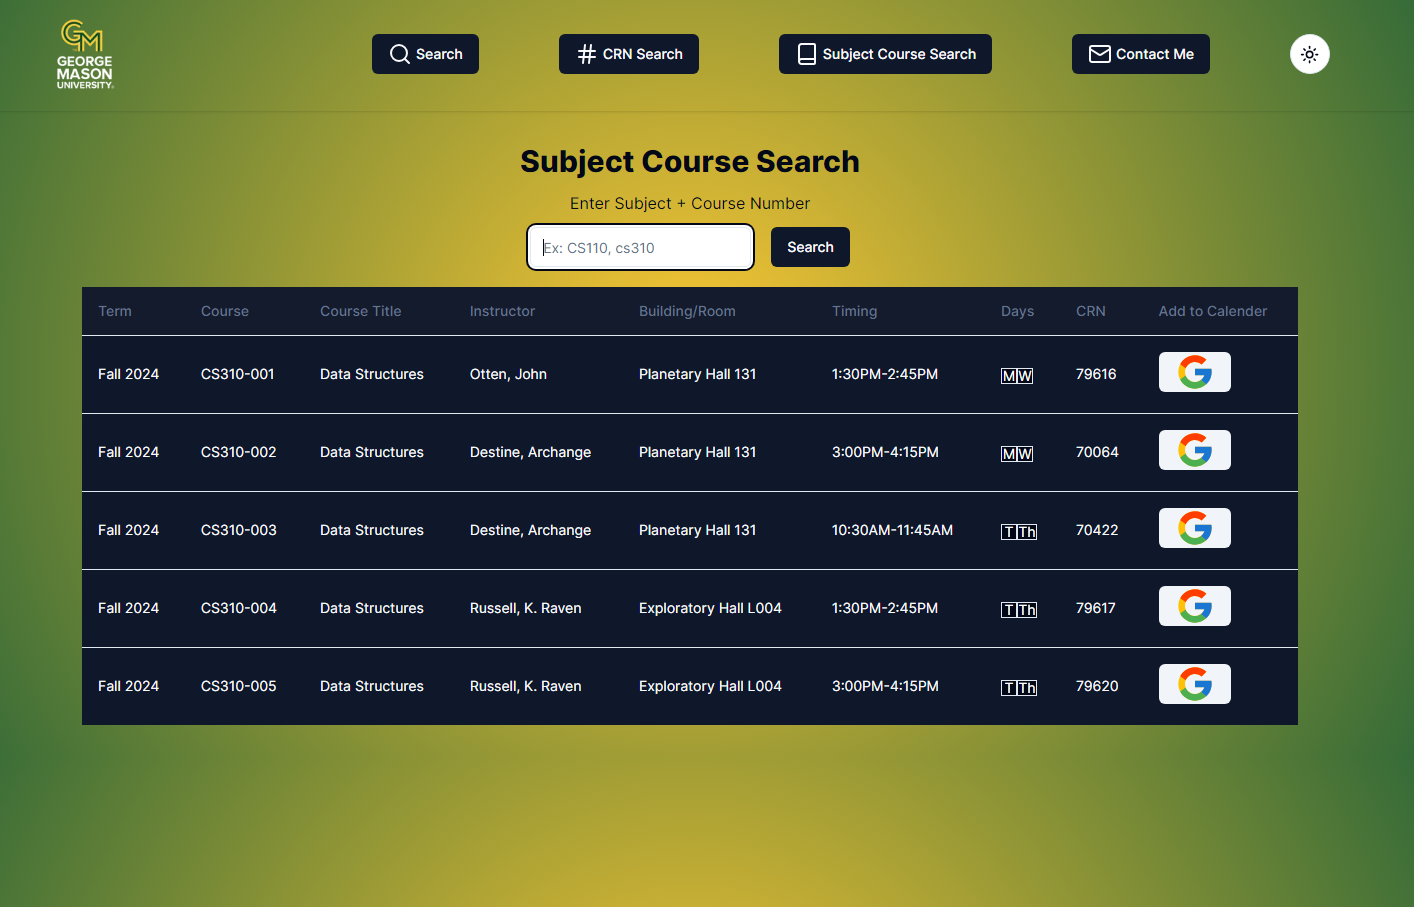 GM
GEORGE
MASON
UNIVERSITY®
Search
CRN Search
Subject Course Search
Contact Me
Subject Course Search
Enter Subject + Course Number
Ex: CS110, cs310
Search
Term Course Course Title Instructor Building/Room Timing Days CRN Add to Calender
Fall 2024 CS310-001 Data Structures Otten, John Planetary Hall 131 1:30PM-2:45PM M W 79616
Fall 2024 CS310-002 Data Structures Destine, Archange Planetary Hall 131 3:00PM-4:15PM M W 70064
Fall 2024 CS310-003 Data Structures Destine, Archange Planetary Hall 131 10:30AM-11:45AM T Th 70422
Fall 2024 CS310-004 Data Structures Russell, K. Raven Exploratory Hall L004 1:30PM-2:45PM T Th 79617
Fall 2024 CS310-005 Data Structures Russell, K. Raven Exploratory Hall L004 3:00PM-4:15PM T Th 79620